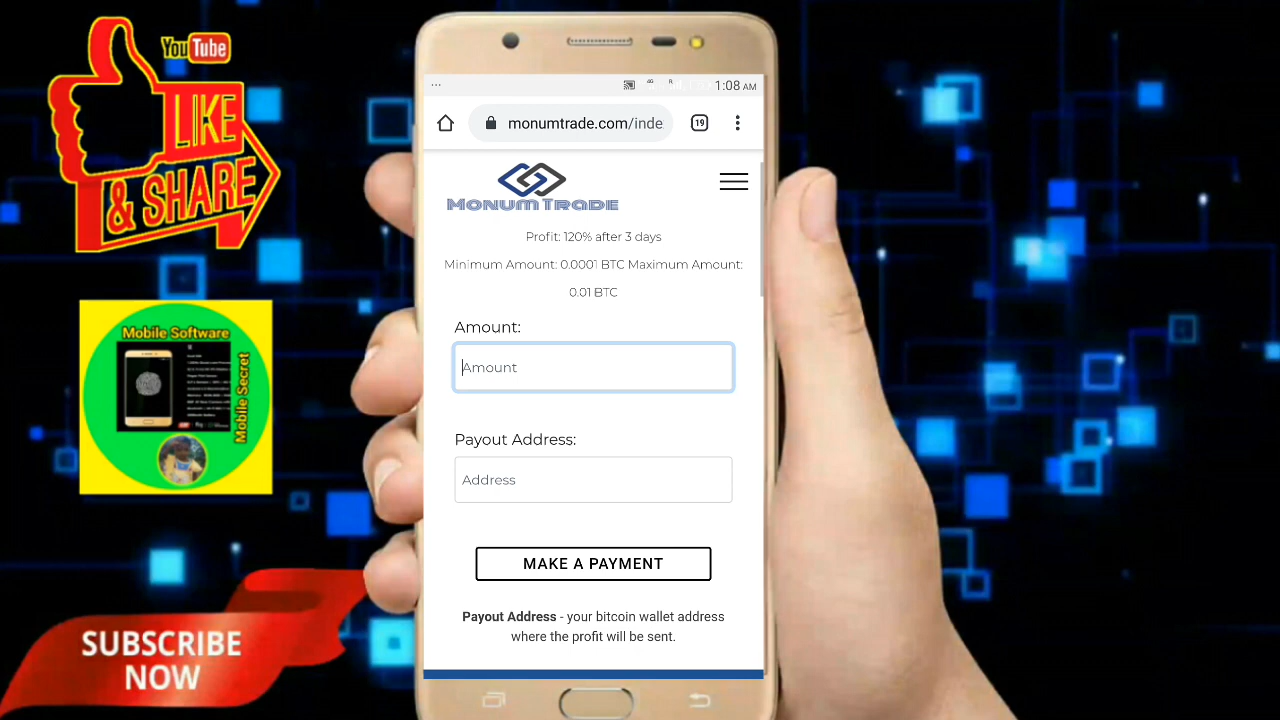 YouTube
LIKE
& SHARE
Mobile Software
Mobile Secret
SUBSCRIBE
NOW
...
4G
R
1:08 AM
monumtrade.com/inde
19
MONUM TRADE
Profit: 120% after 3 days
Minimum Amount: 0.0001 BTC Maximum Amount:
0.01 BTC
Amount:
Amount
Payout Address:
Address
MAKE A PAYMENT
Payout Address - your bitcoin wallet address
where the profit will be sent.